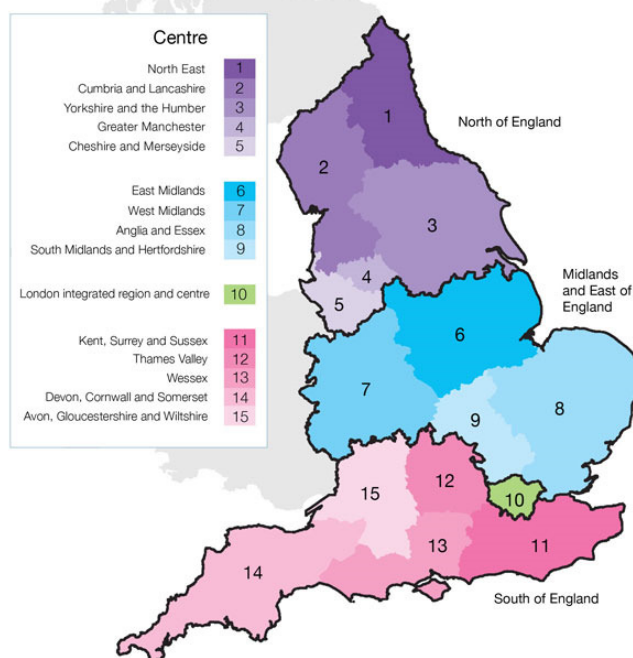 Centre
North East 1
Cumbria and Lancashire 2
Yorkshire and the Humber 3
Greater Manchester 4
Cheshire and Merseyside 5
East Midlands 6
West Midlands 7
Anglia and Essex 8
South Midlands and Hertfordshire 9
London integrated region and centre 10
Kent, Surrey and Sussex 11
Thames Valley 12
Wessex 13
Devon, Cornwall and Somerset 14
Avon, Gloucestershire and Wiltshire 15
1
North of England
2
3
4
5
Midlands
and East of
England
6
7
8
9
10
12
15
13
11
14
South of England